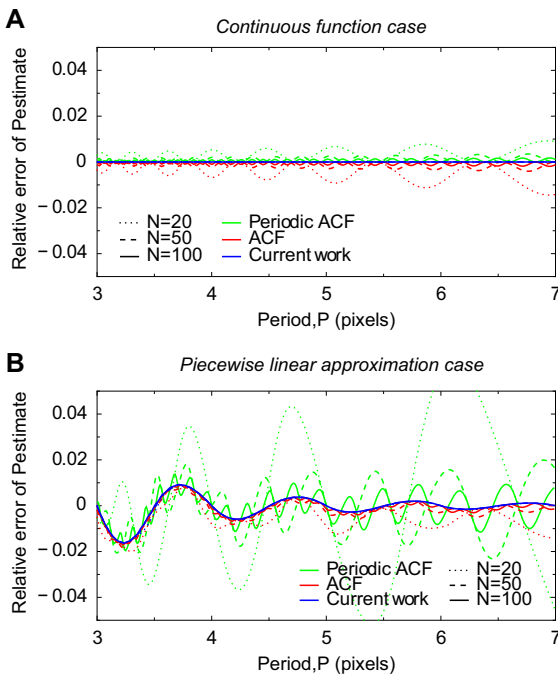 A
Continuous function case
Relative error of Pestimate
0.04
0.02
0
−0.02
−0.04
N=20
N=50
N=100
Periodic ACF
ACF
Current work
3
4
5
6
7
Period,P (pixels)
B
Piecewise linear approximation case
Relative error of Pestimate
0.04
0.02
0
−0.02
−0.04
Periodic ACF
ACF
Current work
N=20
N=50
N=100
3
4
5
6
7
Period,P (pixels)